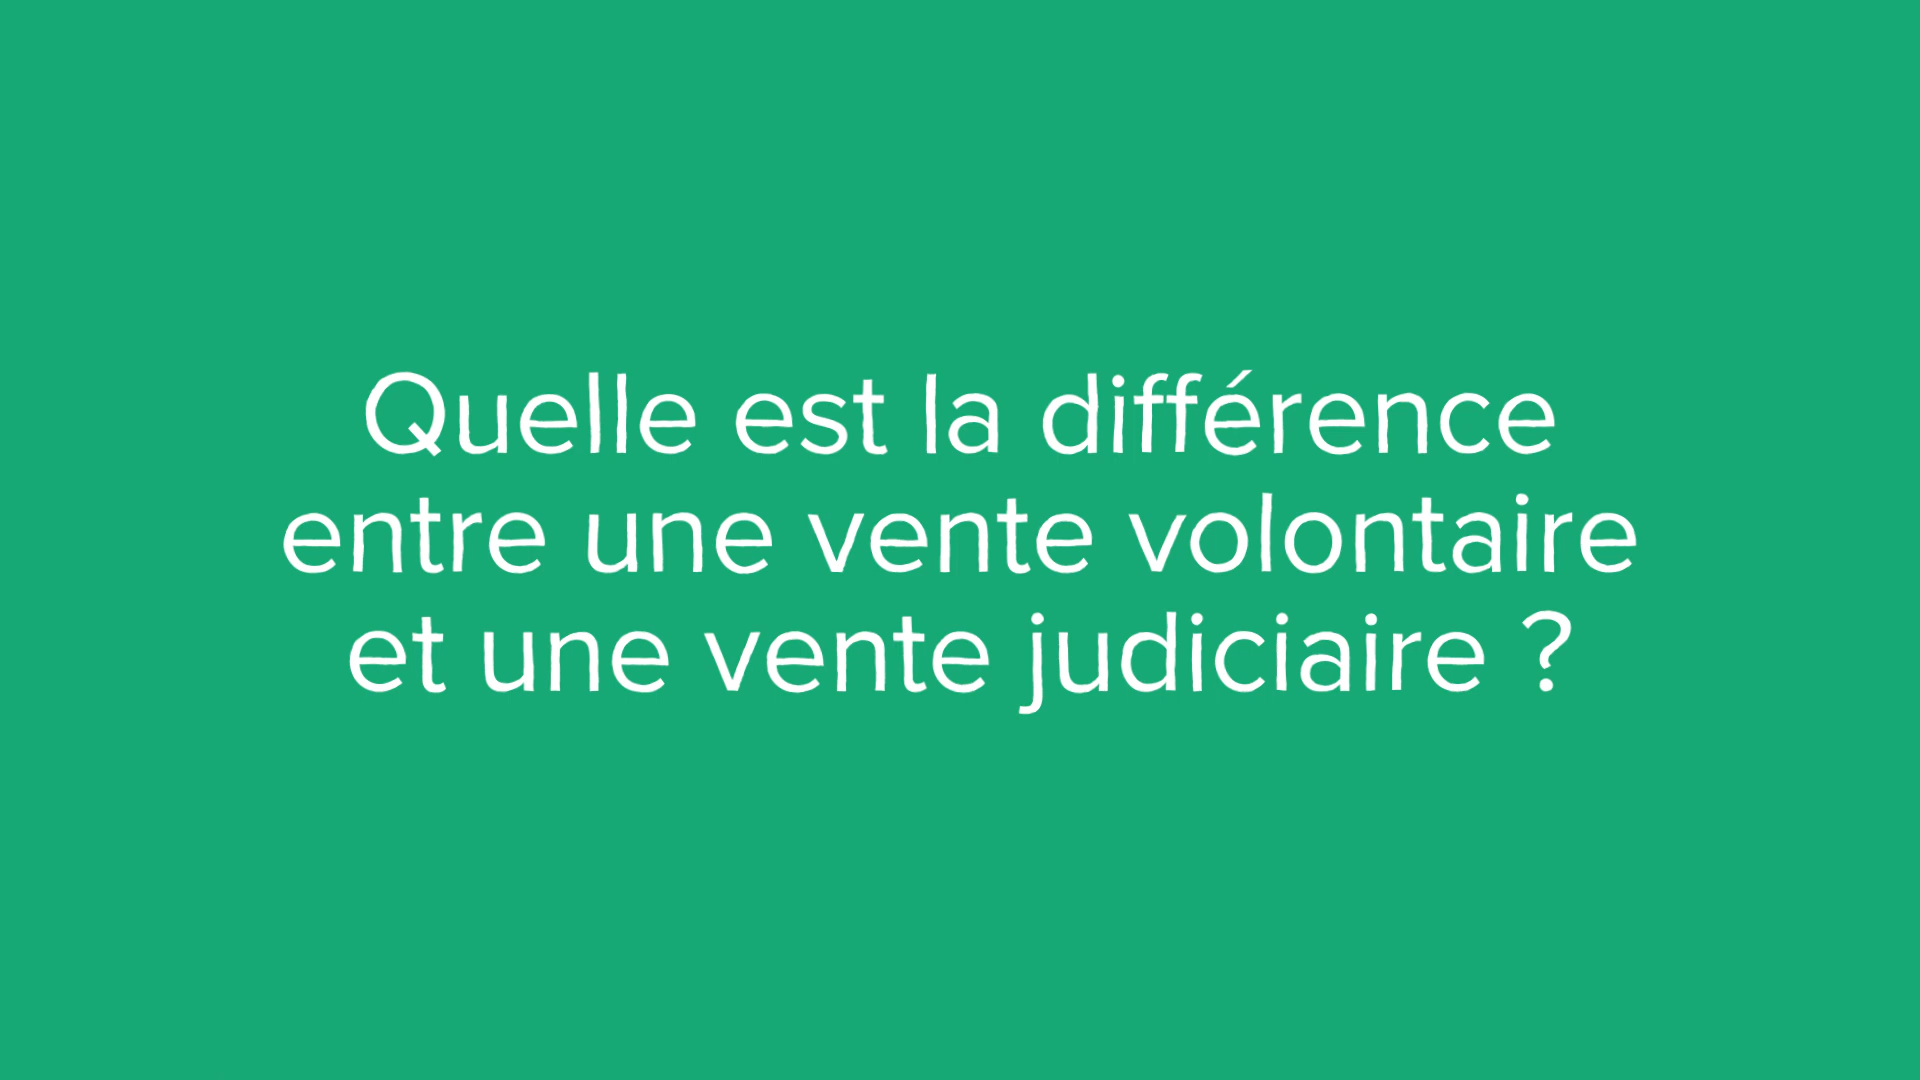 Quelle est la différence
entre une vente volontaire
et une vente judiciaire ?